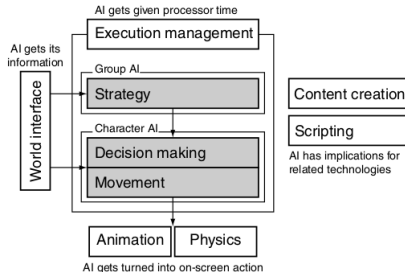 AI gets given processor time
Execution management
AI gets its
information
World interface
Group AI
Strategy
Character AI
Decision making
Movement
Animation
Physics
AI gets turned into on-screen action
Content creation
Scripting
AI has implications for
related technologies